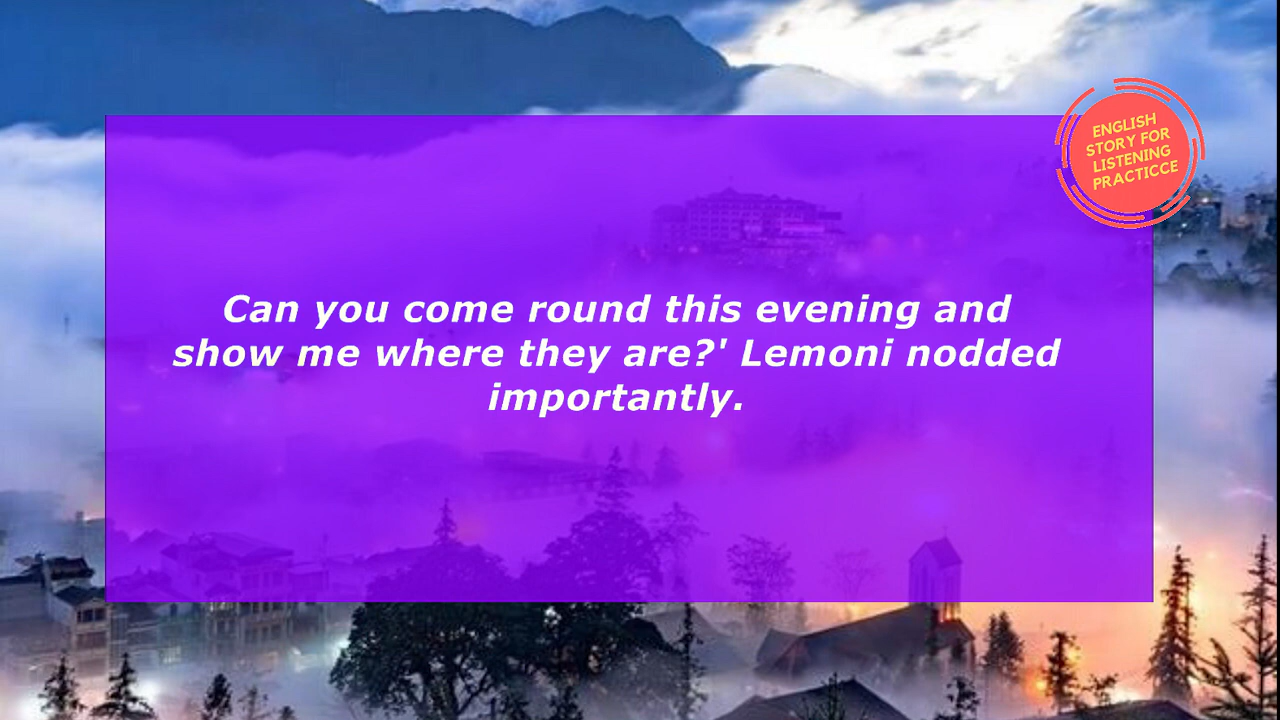 ENGLISH
STORY FOR
LISTENING
PRACTICCE
Can you come round this evening and
show me where they are?' Lemoni nodded
importantly.